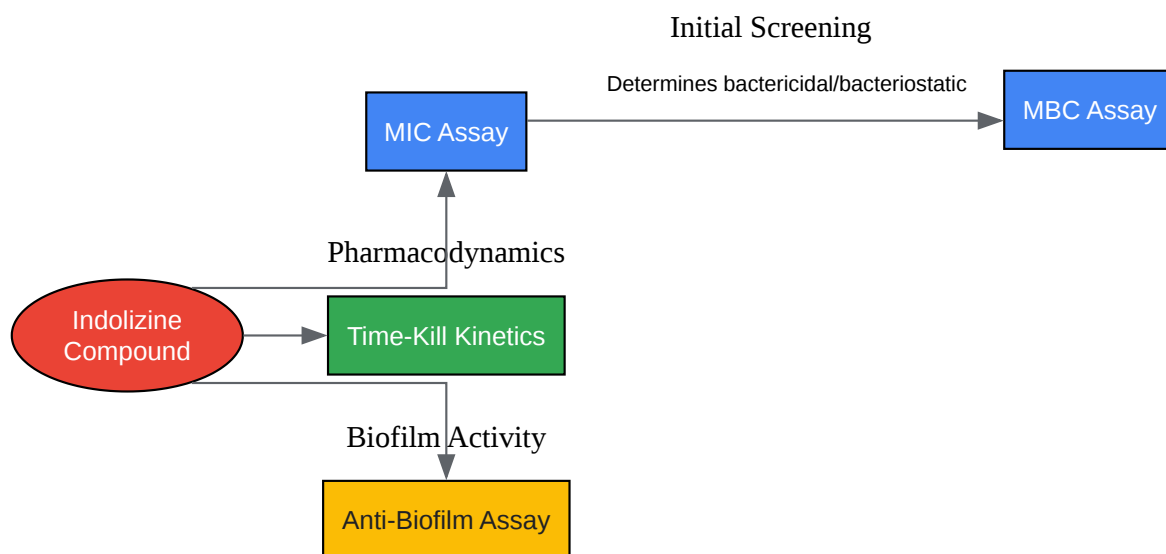 Initial Screening
Determines bactericidal/bacteriostatic
MIC Assay
MBC Assay
Pharmacodynamics
Indolizine
Compound
Time-Kill Kinetics
Biofilm Activity
Anti-Biofilm Assay